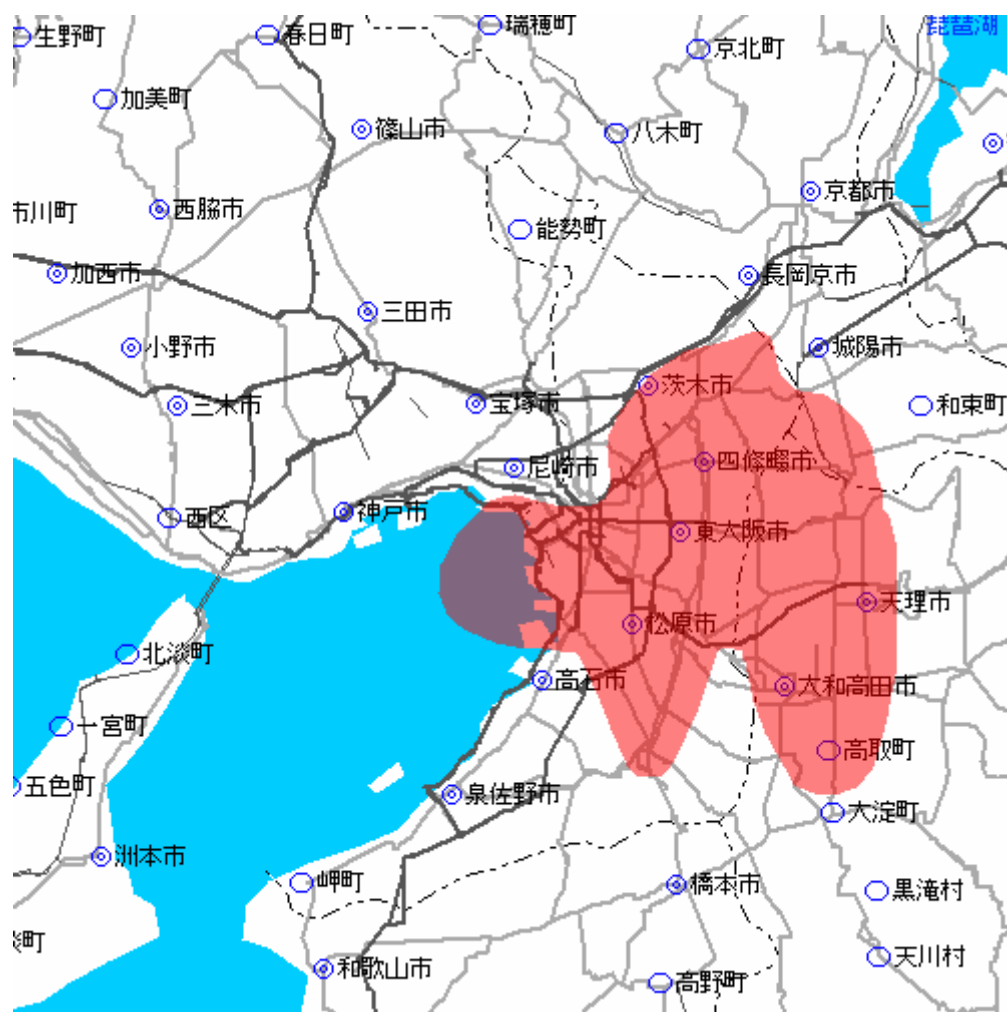 琵琶湖
生野町
春日町
瑞穂町
京北町
加美町
篠山市
八木町
京都市
市川町
西脇市
能勢町
加西市
三田市
長岡京市
小野市
城陽市
茨木市
三木市
宝塚市
和東町
尼崎市
四條畷市
西区
神戸市
東大阪市
天理市
松原市
北淡町
高石市
大和高田市
一宮町
高取町
五色町
泉佐野市
大淀町
洲本市
岬町
橋本市
黒滝村
淡町
天川村
和歌山市
高野町